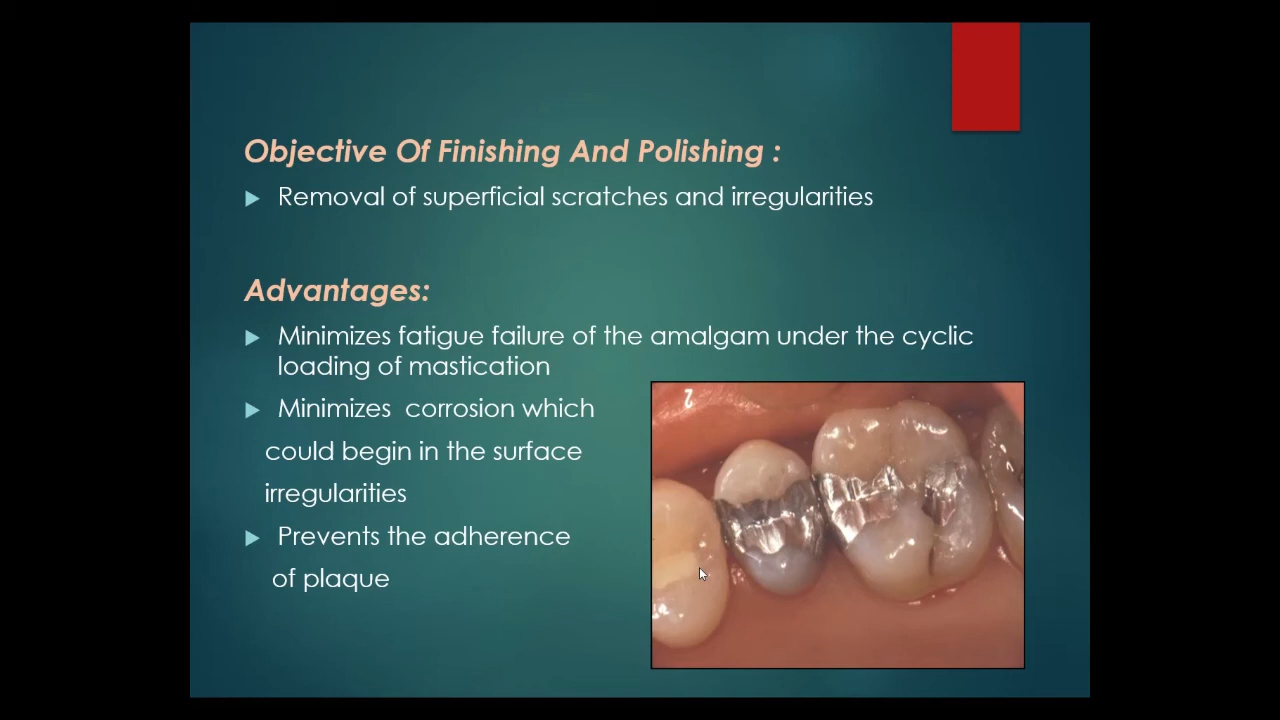 Objective Of Finishing And Polishing :
Removal of superficial scratches and irregularities
Advantages:
Minimizes fatigue failure of the amalgam under the cyclic
loading of mastication
Minimizes corrosion which
could begin in the surface
irregularities
Prevents the adherence
of plaque